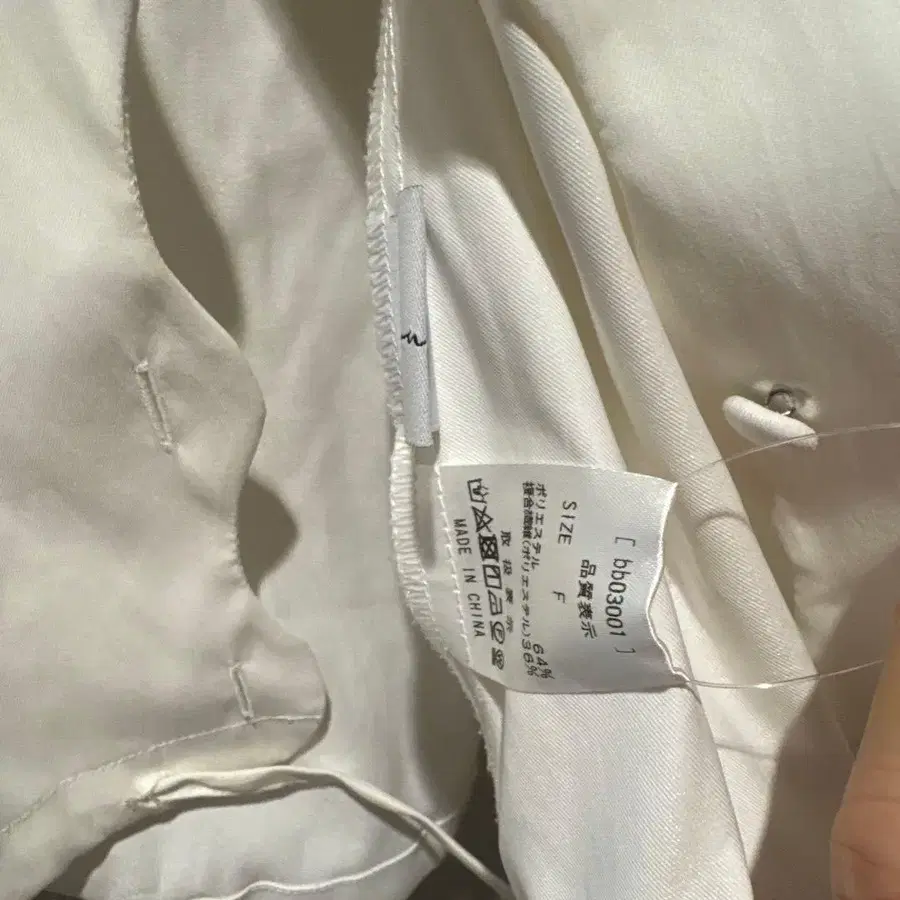 [ bb03001 ]
品質表示
SIZE F
ポリエステル 64%
複合繊維(ポリエステル)36%
取扱表示
MADE IN CHINA